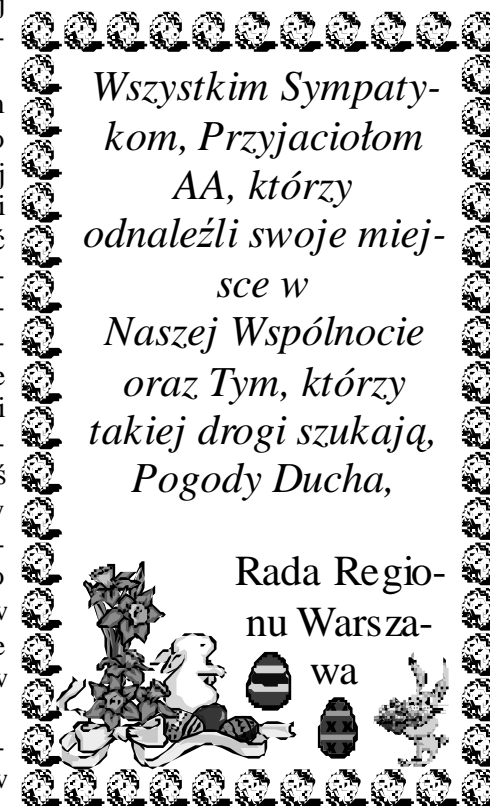 Wszystkim Sympaty-
kom, Przyjaciołom
AA, którzy
odnaleźli swoje miej-
sce w
Naszej Wspólnocie
oraz Tym, którzy
takiej drogi szukają,
Pogody Ducha,
Rada Regio-
nu Warsza-
wa